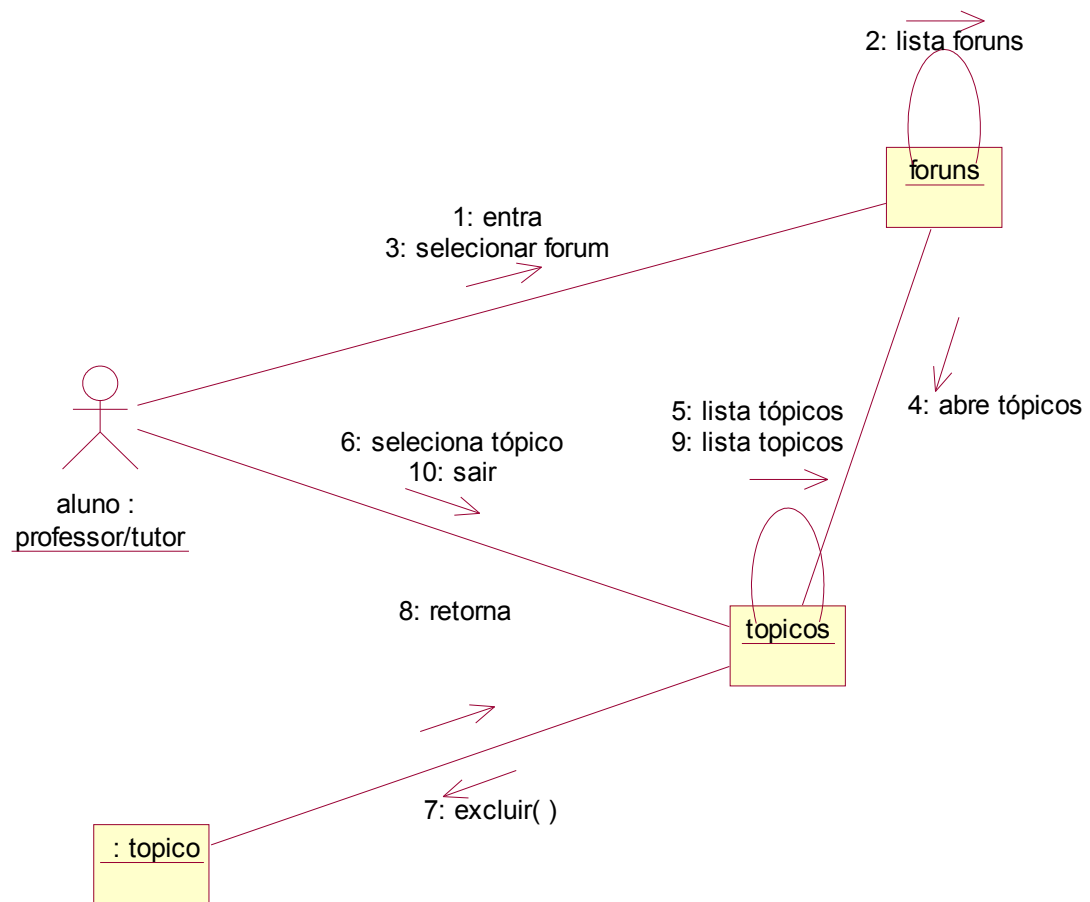 2: lista foruns
foruns
1: entra
3: selecionar forum
4: abre tópicos
5: lista tópicos
9: lista topicos
6: seleciona tópico
10: sair
aluno :
professor/tutor
8: retorna
topicos
7: excluir( )
: topico